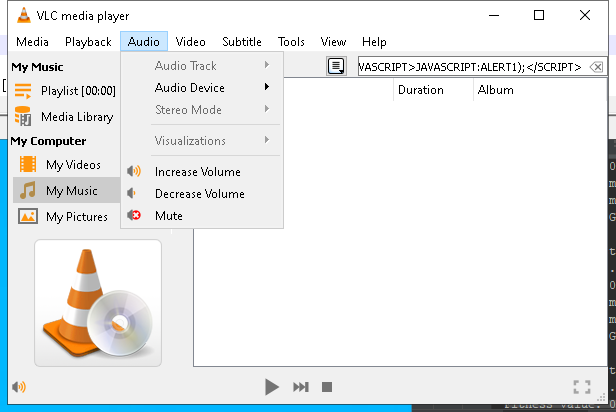 VLC media player
Media Playback Audio Video Subtitle Tools View Help
My Music
Playlist [00:00]
Media Library
My Computer
My Videos
My Music
My Pictures
Audio Track
Audio Device
Stereo Mode
Visualizations
Increase Volume
Decrease Volume
Mute
VASCRIPT>JAVASCRIPT:ALERT1);</SCRIPT>
Duration Album